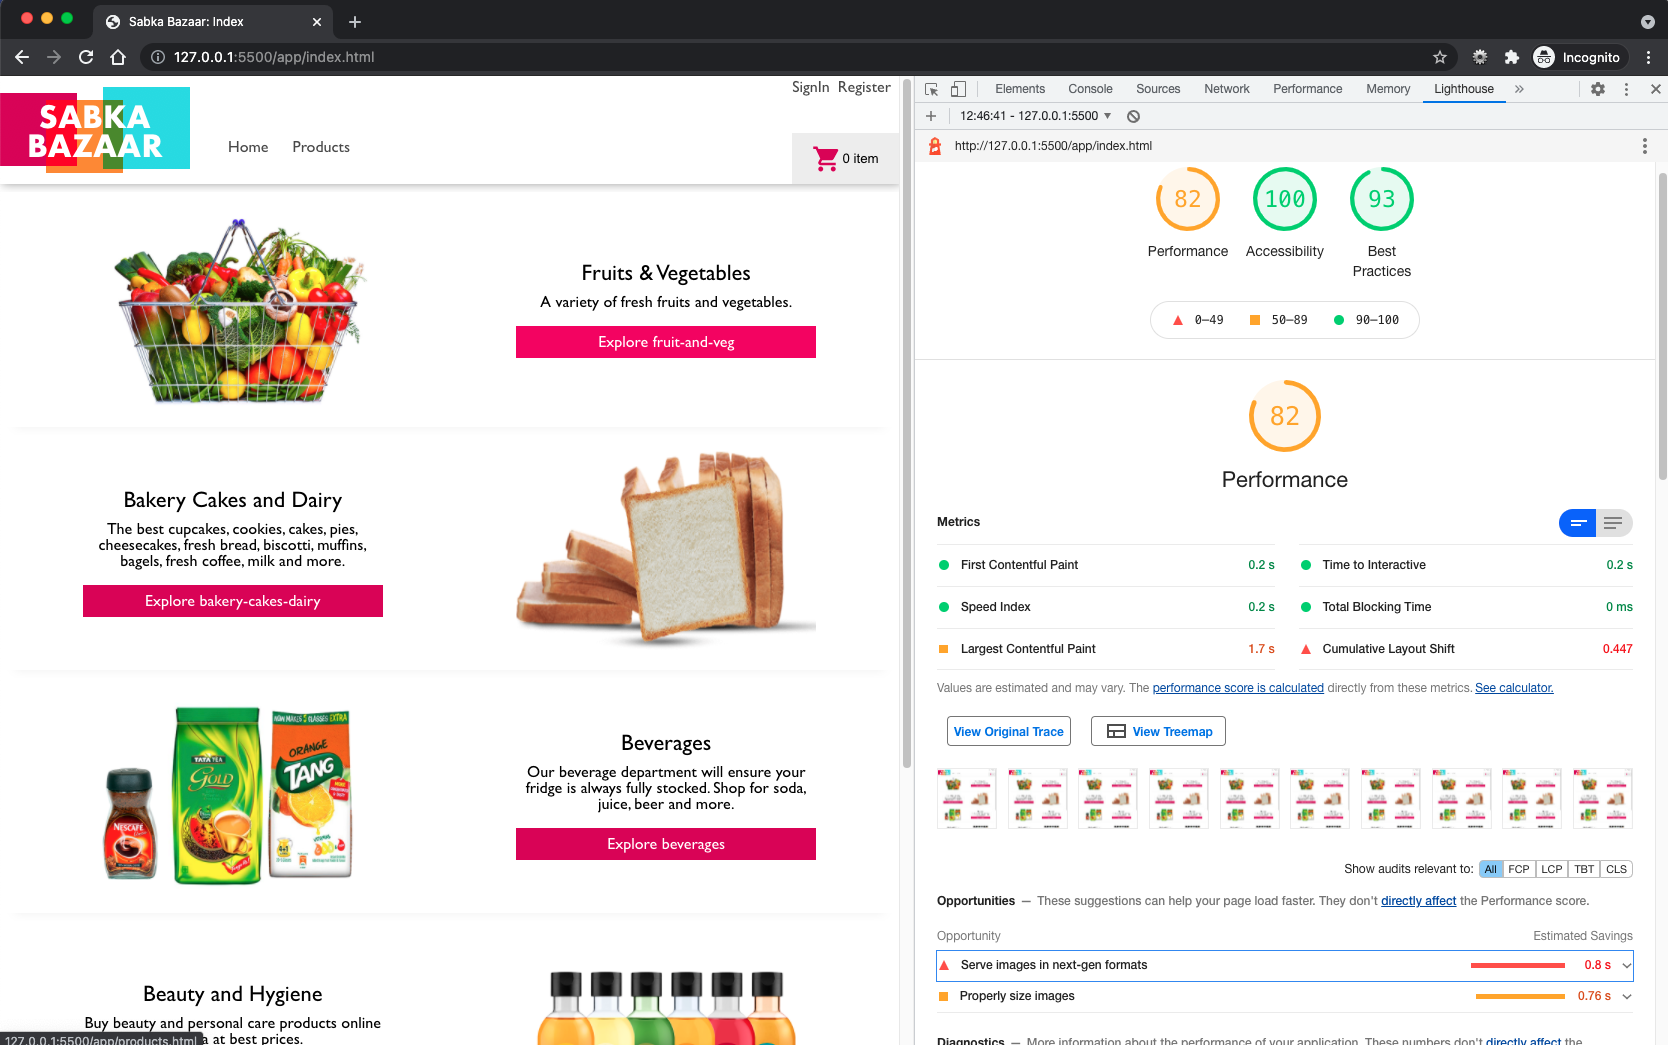 Sabka Bazaar: Index
127.0.0.1:5500/app/index.html
Incognito
SignIn Register
SABKA
BAZAAR
Home Products
0 item
Fruits & Vegetables
A variety of fresh fruits and vegetables.
Explore fruit-and-veg
Bakery Cakes and Dairy
The best cupcakes, cookies, cakes, pies,
cheesecakes, fresh bread, biscotti, muffins,
bagels, fresh coffee, milk and more.
Explore bakery-cakes-dairy
NESCAFÉ
TATA TEA
GOLD
NOW MAKES 5 GLASSES EXTRA
ORANGE
TANG
Beverages
Our beverage department will ensure your
fridge is always fully stocked. Shop for soda,
juice, beer and more.
Explore beverages
Beauty and Hygiene
Buy beauty and personal care products online
a at best prices.
127.0.0.1:5500/app/products.html
Elements Console Sources Network Performance Memory Lighthouse
12:46:41 - 127.0.0.1:5500
http://127.0.0.1:5500/app/index.html
82 100 93
Performance Accessibility Best
Practices
0–49 50–89 90–100
82
Performance
Metrics
First Contentful Paint 0.2 s
Time to Interactive 0.2 s
Speed Index 0.2 s
Total Blocking Time 0 ms
Largest Contentful Paint 1.7 s
Cumulative Layout Shift 0.447
Values are estimated and may vary. The performance score is calculated directly from these metrics. See calculator.
View Original Trace View Treemap
Show audits relevant to: All FCP LCP TBT CLS
Opportunities — These suggestions can help your page load faster. They don't directly affect the Performance score.
Opportunity Estimated Savings
Serve images in next-gen formats 0.8 s
Properly size images 0.76 s
Diagnostics — More information about the performance of your application. These numbers don't directly affect the